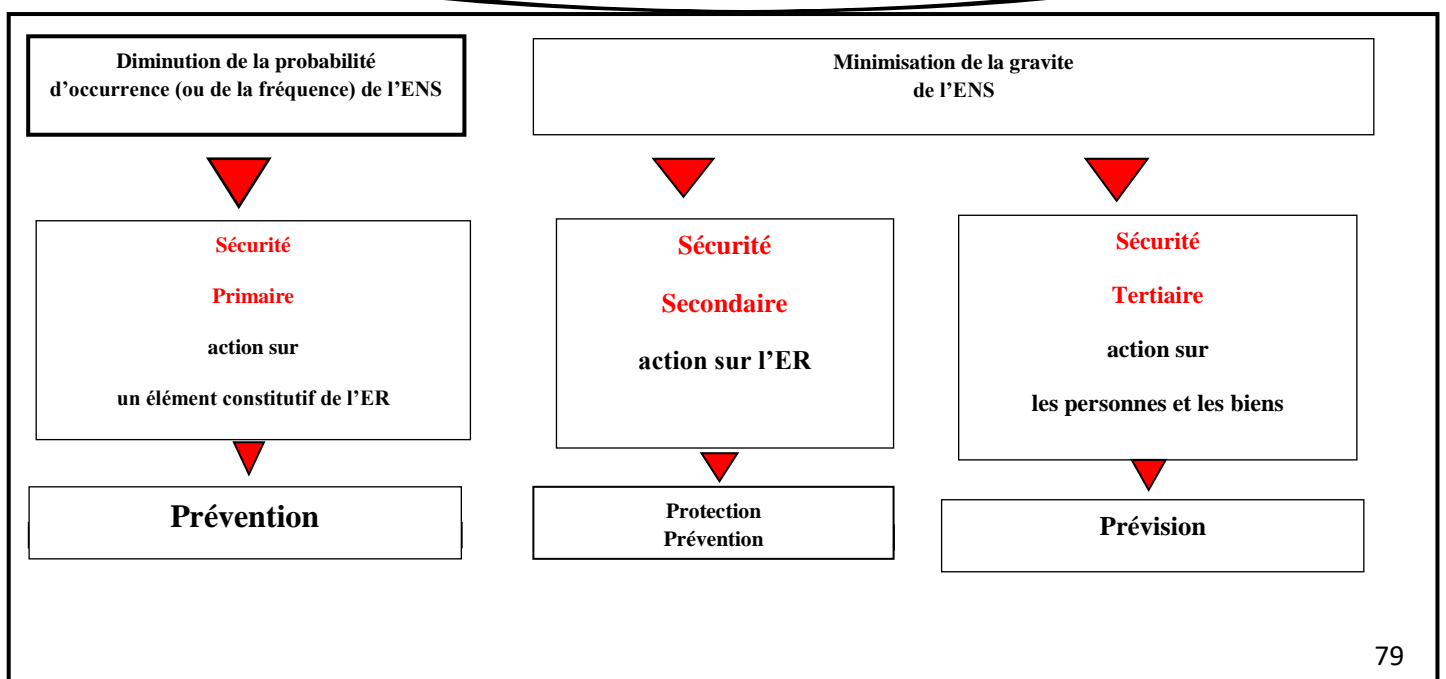 Diminution de la probabilité
d’occurrence (ou de la fréquence) de l’ENS
Minimisation de la gravite
de l’ENS
Sécurité
Primaire
action sur
un élément constitutif de l’ER
Sécurité
Secondaire
action sur l’ER
Sécurité
Tertiaire
action sur
les personnes et les biens
Prévention
Protection
Prévention
Prévision
79